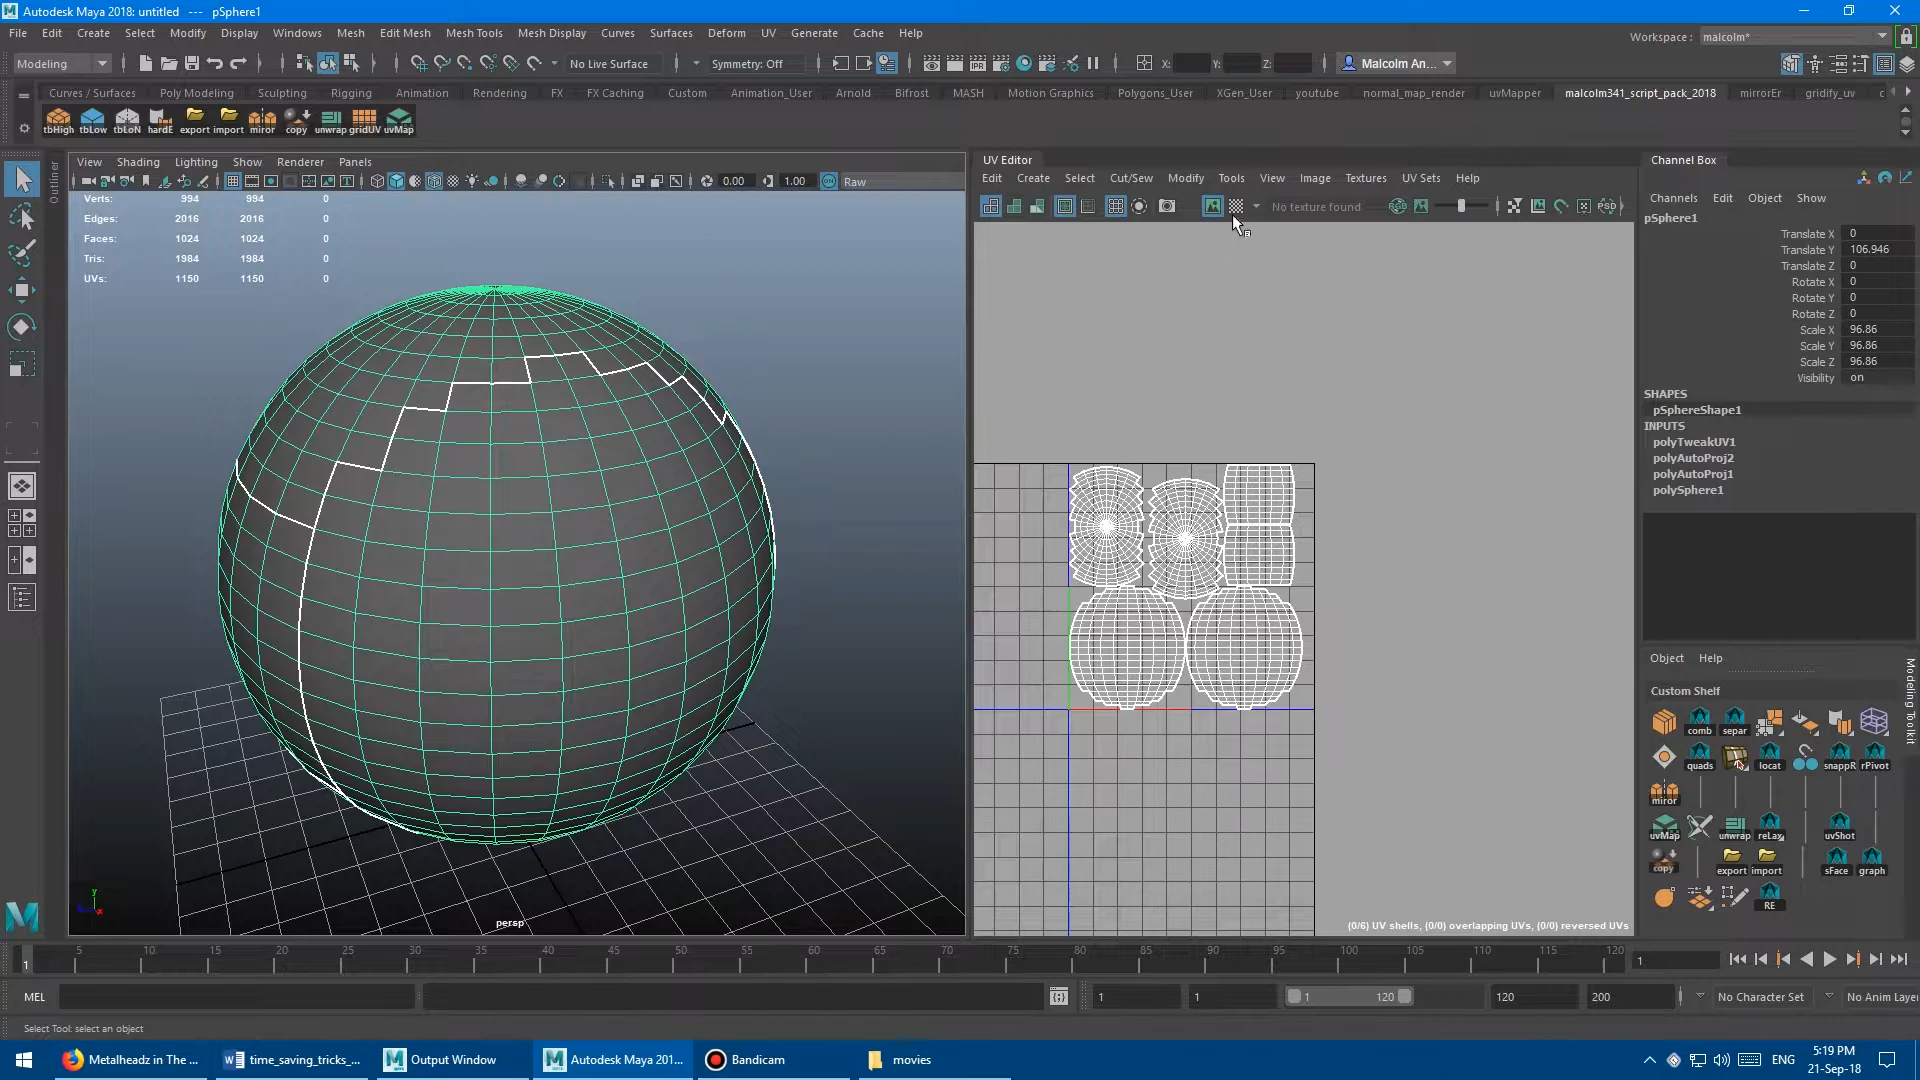 Autodesk Maya 2018: untitled --- pSphere1
File Edit Create Select Modify Display Windows Mesh Edit Mesh Mesh Tools Mesh Display Curves Surfaces Deform UV Generate Cache Help
Workspace : malcolm*
Modeling No Live Surface Symmetry: Off X: Y: Z: Malcolm An...
Curves / Surfaces Poly Modeling Sculpting Rigging Animation Rendering FX FX Caching Custom Animation_User Arnold Bifrost MASH Motion Graphics Polygons_User XGen_User youtube normal_map_render uvMapper malcolm341_script_pack_2018 mirrorEr gridify_uv c
tbHigh tbLow tbLoN hardE export import miror copy unwrap gridUV uvMap
Outliner
View Shading Lighting Show Renderer Panels
0.00 1.00 Raw
Verts: 994 994 0
Edges: 2016 2016 0
Faces: 1024 1024 0
Tris: 1984 1984 0
UVs: 1150 1150 0
y
persp
UV Editor
Edit Create Select Cut/Sew Modify Tools View Image Textures UV Sets Help
No texture found RGB PSD
(0/6) UV shells, (0/0) overlapping UVs, (0/0) reversed UVs
Channel Box
Channels Edit Object Show
pSphere1
Translate X 0
Translate Y 106.946
Translate Z 0
Rotate X 0
Rotate Y 0
Rotate Z 0
Scale X 96.86
Scale Y 96.86
Scale Z 96.86
Visibility on
SHAPES
pSphereShape1
INPUTS
polyTweakUV1
polyAutoProj2
polyAutoProj1
polySphere1
Object Help
Modeling Toolkit
Custom Shelf
comb separ
quads locat snappR rPivot
miror
uvMap unwrap reLax uvShot
copy export import sFace graph
RE
5 10 15 20 25 30 35 40 45 50 55 60 65 70 75 80 85 90 95 100 105 110 115 120
1 1
MEL 1 1 1 120 120 200 No Character Set No Anim Layer
Select Tool: select an object
Metalheadz in The ... time_saving_tricks_... Output Window Autodesk Maya 201... Bandicam movies
ENG
5:19 PM
21-Sep-18